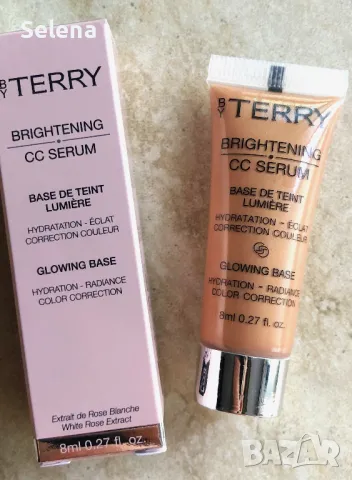 Selena
BY TERRY
BRIGHTENING
CC SERUM
BASE DE TEINT
LUMIÈRE
HYDRATATION - ÉCLAT
CORRECTION COULEUR
GLOWING BASE
HYDRATION - RADIANCE
COLOR CORRECTION
Extrait de Rose Blanche
White Rose Extract
8ml 0.27 fl. oz.
BY TERRY
BRIGHTENING
CC SERUM
BASE DE TEINT
LUMIÈRE
HYDRATATION - ÉCLAT
CORRECTION COULEUR
GLOWING BASE
HYDRATION - RADIANCE
COLOR CORRECTION
8ml 0.27 fl. oz.
BAZAR